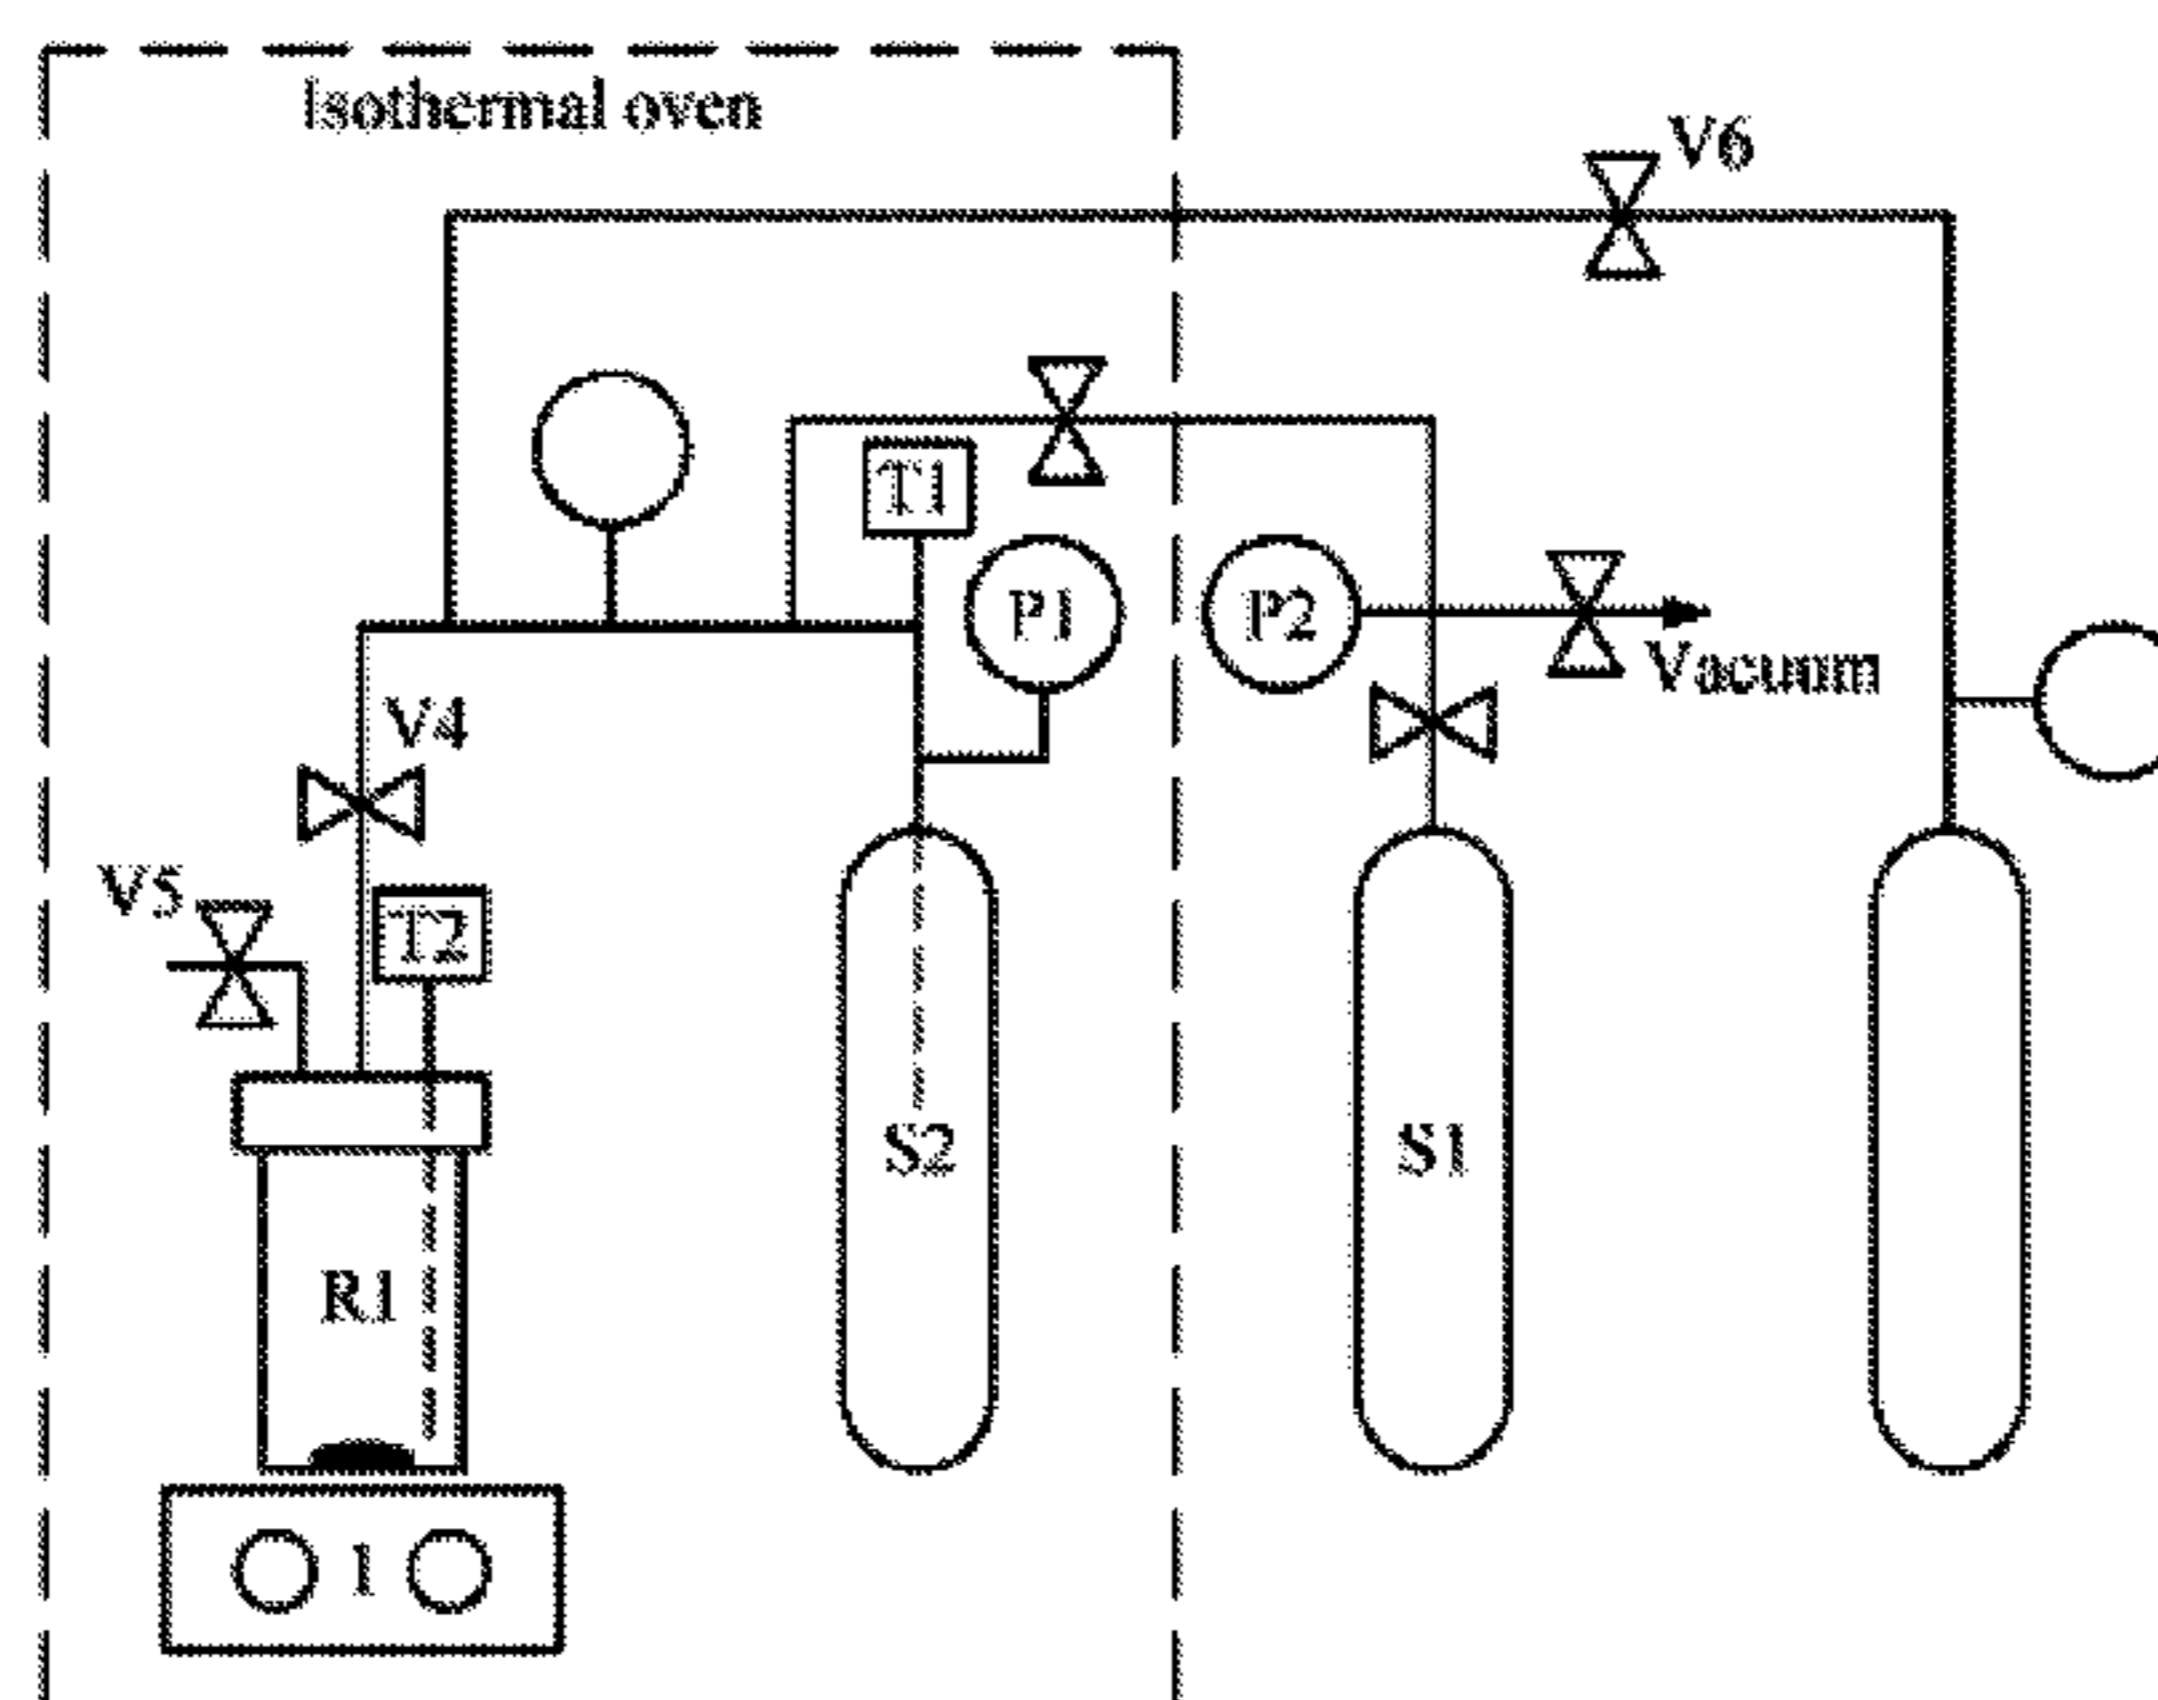 Isothermal oven
V6
T1
P1
P2
Vacuum
V4
V5
T2
S2
S1
R1
1